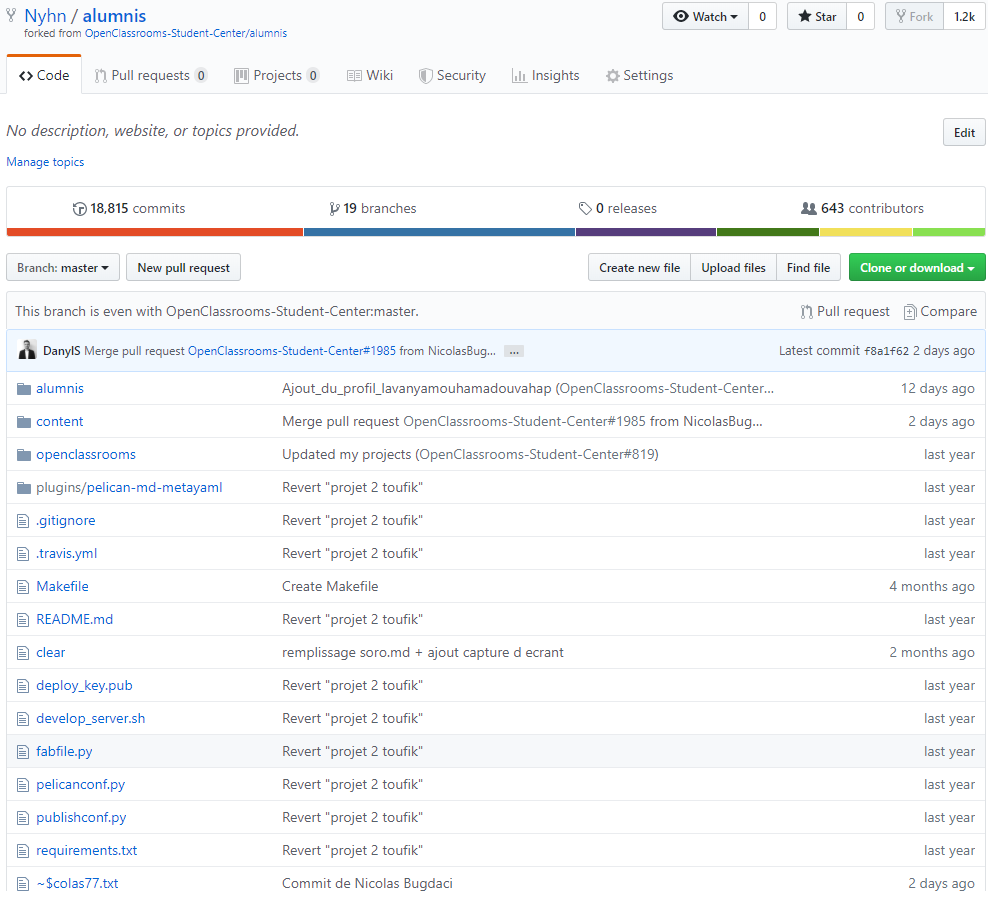 Nyhn / alumnis
Watch 0 Star 0 Fork 1.2k
forked from OpenClassrooms-Student-Center/alumnis
Code Pull requests 0 Projects 0 Wiki Security Insights Settings
No description, website, or topics provided. Edit
Manage topics
18,815 commits 19 branches 0 releases 643 contributors
Branch: master New pull request Create new file Upload files Find file Clone or download
This branch is even with OpenClassrooms-Student-Center:master. Pull request Compare
DanylS Merge pull request OpenClassrooms-Student-Center#1985 from NicolasBug... ... Latest commit f8a1f62 2 days ago
alumnis Ajout_du_profil_lavanyamouhamadouvahap (OpenClassrooms-Student-Center... 12 days ago
content Merge pull request OpenClassrooms-Student-Center#1985 from NicolasBug... 2 days ago
openclassrooms Updated my projects (OpenClassrooms-Student-Center#819) last year
plugins/pelican-md-metayaml Revert "projet 2 toufik" last year
.gitignore Revert "projet 2 toufik" last year
.travis.yml Revert "projet 2 toufik" last year
Makefile Create Makefile 4 months ago
README.md Revert "projet 2 toufik" last year
clear remplissage soro.md + ajout capture d ecrant 2 months ago
deploy_key.pub Revert "projet 2 toufik" last year
develop_server.sh Revert "projet 2 toufik" last year
fabfile.py Revert "projet 2 toufik" last year
pelicanconf.py Revert "projet 2 toufik" last year
publishconf.py Revert "projet 2 toufik" last year
requirements.txt Revert "projet 2 toufik" last year
~$colas77.txt Commit de Nicolas Bugdaci 2 days ago